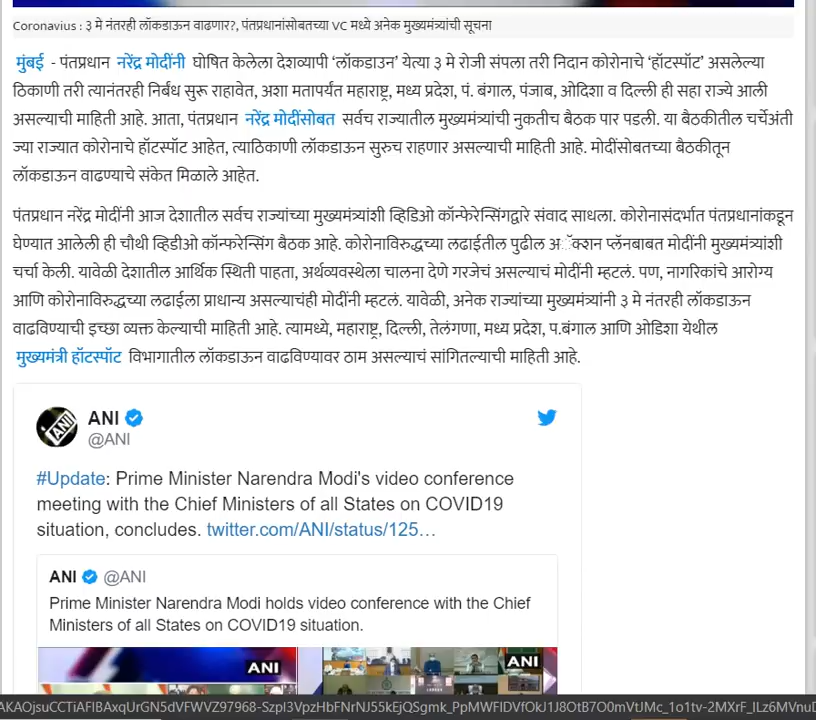 Coronavius : ३ मे नंतरही लॉकडाऊन वाढणार?, पंतप्रधानांसोबतच्या VC मध्ये अनेक मुख्यमंत्र्यांची सूचना
मुंबई - पंतप्रधान नरेंद्र मोदींनी घोषित केलेला देशव्यापी ‘लॉकडाउन’ येत्या ३ मे रोजी संपला तरी निदान कोरोनाचे ‘हॉटस्पॉट’ असलेल्या
ठिकाणी तरी त्यानंतरही निर्बंध सुरू राहावेत, अशा मतापर्यंत महाराष्ट्र, मध्य प्रदेश, पं. बंगाल, पंजाब, ओदिशा व दिल्ली ही सहा राज्ये आली
असल्याची माहिती आहे. आता, पंतप्रधान नरेंद्र मोदींसोबत सर्वच राज्यातील मुख्यमंत्र्यांची नुकतीच बैठक पार पडली. या बैठकीतील चर्चेअंती
ज्या राज्यात कोरोनाचे हॉटस्पॉट आहेत, त्याठिकाणी लॉकडाऊन सुरुच राहणार असल्याची माहिती आहे. मोदींसोबतच्या बैठकीतून
लॉकडाऊन वाढण्याचे संकेत मिळाले आहेत.
पंतप्रधान नरेंद्र मोदींनी आज देशातील सर्वच राज्यांच्या मुख्यमंत्र्यांशी व्हिडिओ कॉन्फेरेन्सिंगद्वारे संवाद साधला. कोरोनासंदर्भात पंतप्रधानांकडून
घेण्यात आलेली ही चौथी व्हिडीओ कॉन्फरेन्सिंग बैठक आहे. कोरोनाविरुद्धच्या लढाईतील पुढील अॅक्शन प्लॅनबाबत मोदींनी मुख्यमंत्र्यांशी
चर्चा केली. यावेळी देशातील आर्थिक स्थिती पाहता, अर्थव्यवस्थेला चालना देणे गरजेचं असल्याचं मोदींनी म्हटलं. पण, नागरिकांचे आरोग्य
आणि कोरोनाविरुद्धच्या लढाईला प्राधान्य असल्याचंही मोदींनी म्हटलं. यावेळी, अनेक राज्यांच्या मुख्यमंत्र्यांनी ३ मे नंतरही लॉकडाऊन
वाढविण्याची इच्छा व्यक्त केल्याची माहिती आहे. त्यामध्ये, महाराष्ट्र, दिल्ली, तेलंगणा, मध्य प्रदेश, प.बंगाल आणि ओडिशा येथील
मुख्यमंत्री हॉटस्पॉट विभागातील लॉकडाऊन वाढविण्यावर ठाम असल्याचं सांगितल्याची माहिती आहे.
ANI
@ANI
#Update: Prime Minister Narendra Modi's video conference
meeting with the Chief Ministers of all States on COVID19
situation, concludes. twitter.com/ANI/status/125…
ANI @ANI
Prime Minister Narendra Modi holds video conference with the Chief
Ministers of all States on COVID19 situation.
ANI ANI